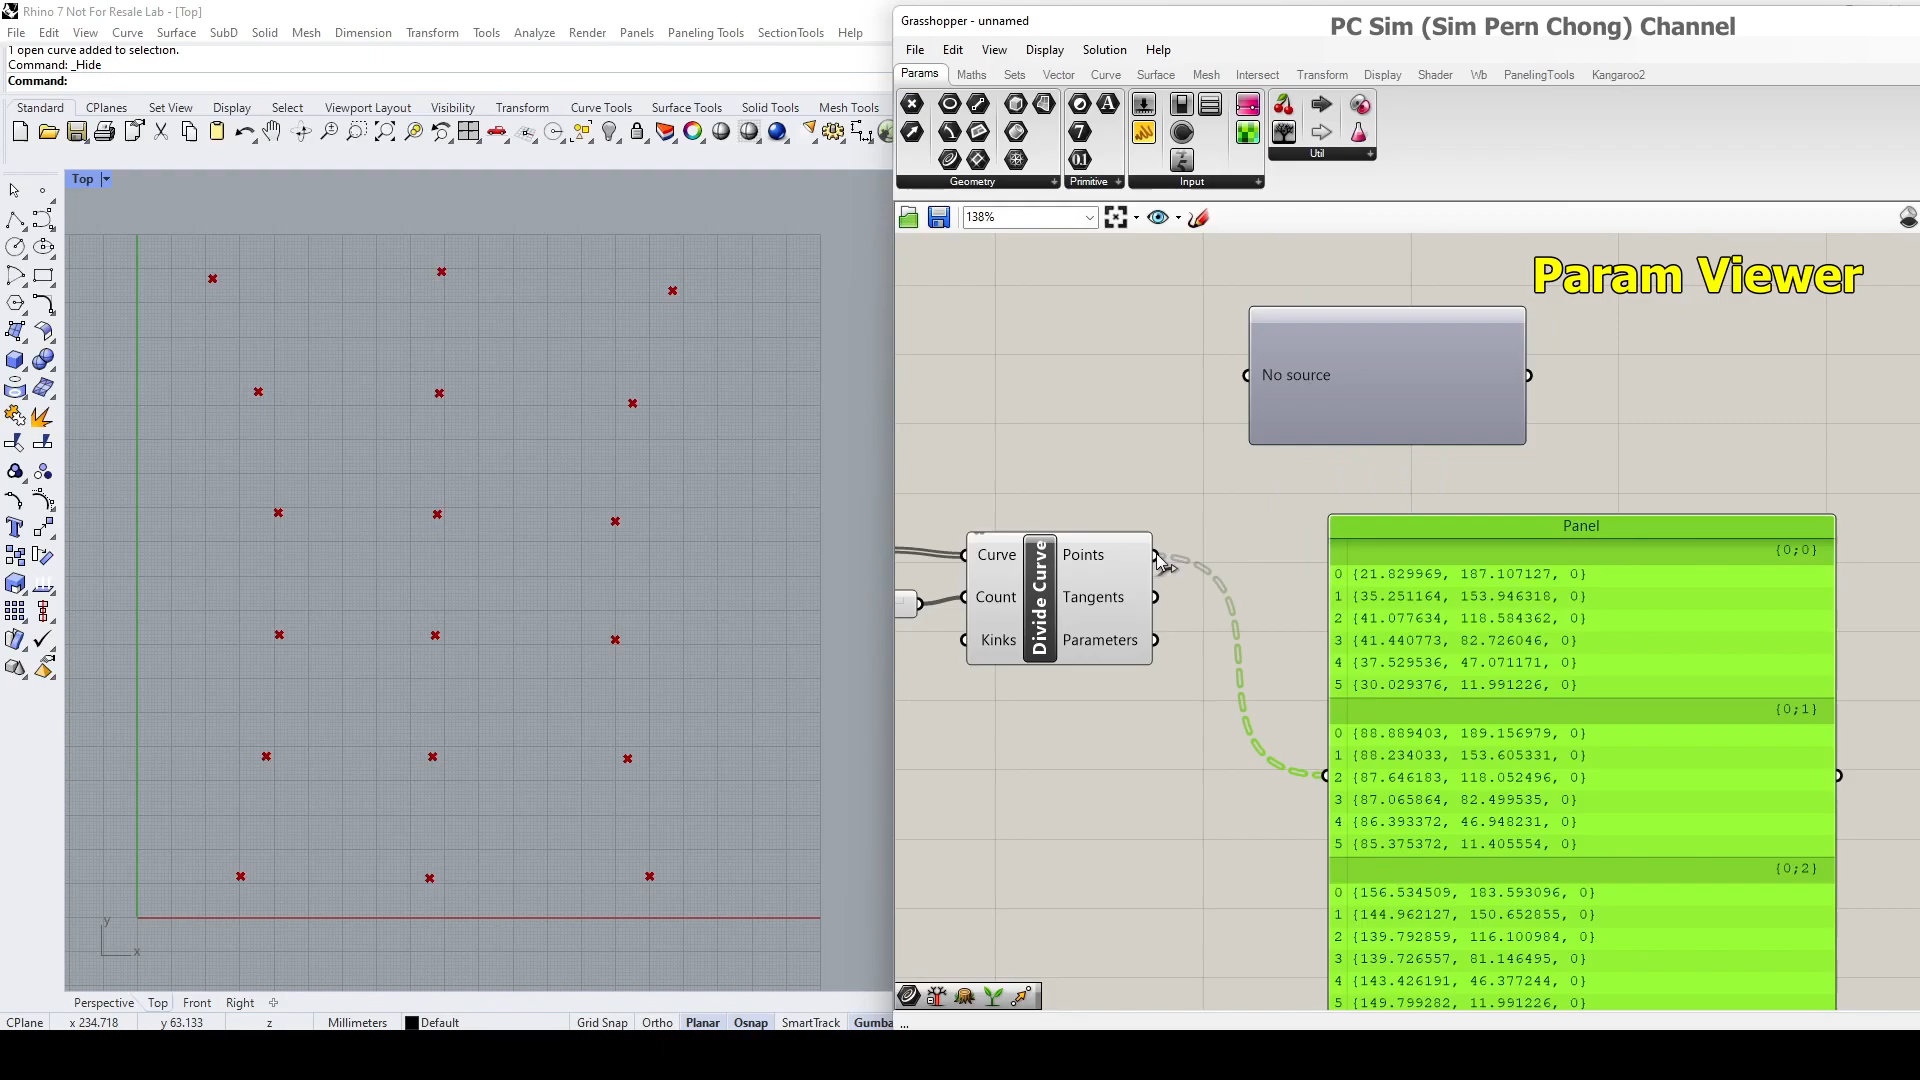 Rhino 7 Not For Resale Lab - [Top]
File Edit View Curve Surface SubD Solid Mesh Dimension Transform Tools Analyze Render Panels Paneling Tools SectionTools Help
1 open curve added to selection.
Command: _Hide
Command:
Standard CPlanes Set View Display Select Viewport Layout Visibility Transform Curve Tools Surface Tools Solid Tools Mesh Tools
Top
y
x
Perspective Top Front Right
CPlane x 234.718 y 63.133 z Millimeters Default Grid Snap Ortho Planar Osnap SmartTrack Gumba
Grasshopper - unnamed
PC Sim (Sim Pern Chong) Channel
File Edit View Display Solution Help
Params Maths Sets Vector Curve Surface Mesh Intersect Transform Display Shader Wb PanelingTools Kangaroo2
Geometry Primitive Input Util
138%
Param Viewer
No source
Curve Count Kinks
Divide Curve
Points Tangents Parameters
Panel
{0;0}
0 {21.829969, 187.107127, 0}
1 {35.251164, 153.946318, 0}
2 {41.077634, 118.584362, 0}
3 {41.440773, 82.726046, 0}
4 {37.529536, 47.071171, 0}
5 {30.029376, 11.991226, 0}
{0;1}
0 {88.889403, 189.156979, 0}
1 {88.234033, 153.605331, 0}
2 {87.646183, 118.052496, 0}
3 {87.065864, 82.499535, 0}
4 {86.393372, 46.948231, 0}
5 {85.375372, 11.405554, 0}
{0;2}
0 {156.534509, 183.593096, 0}
1 {144.962127, 150.652855, 0}
2 {139.792859, 116.100984, 0}
3 {139.726557, 81.146495, 0}
4 {143.426191, 46.377244, 0}
5 {149.799282, 11.991226, 0}
...